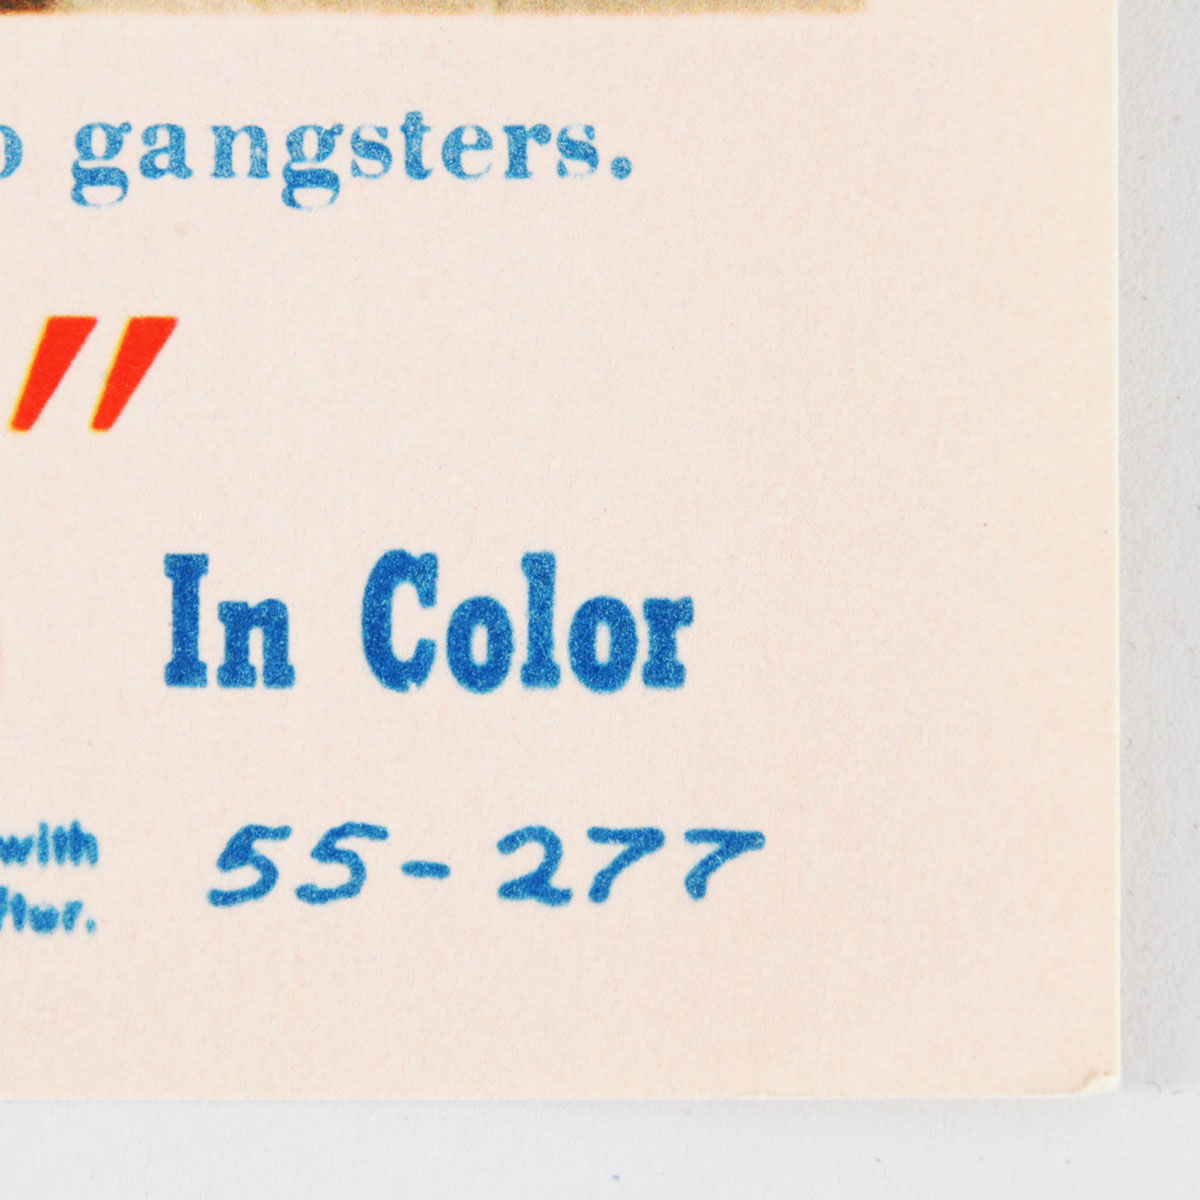 gangsters.
"
In Color
with
55-277